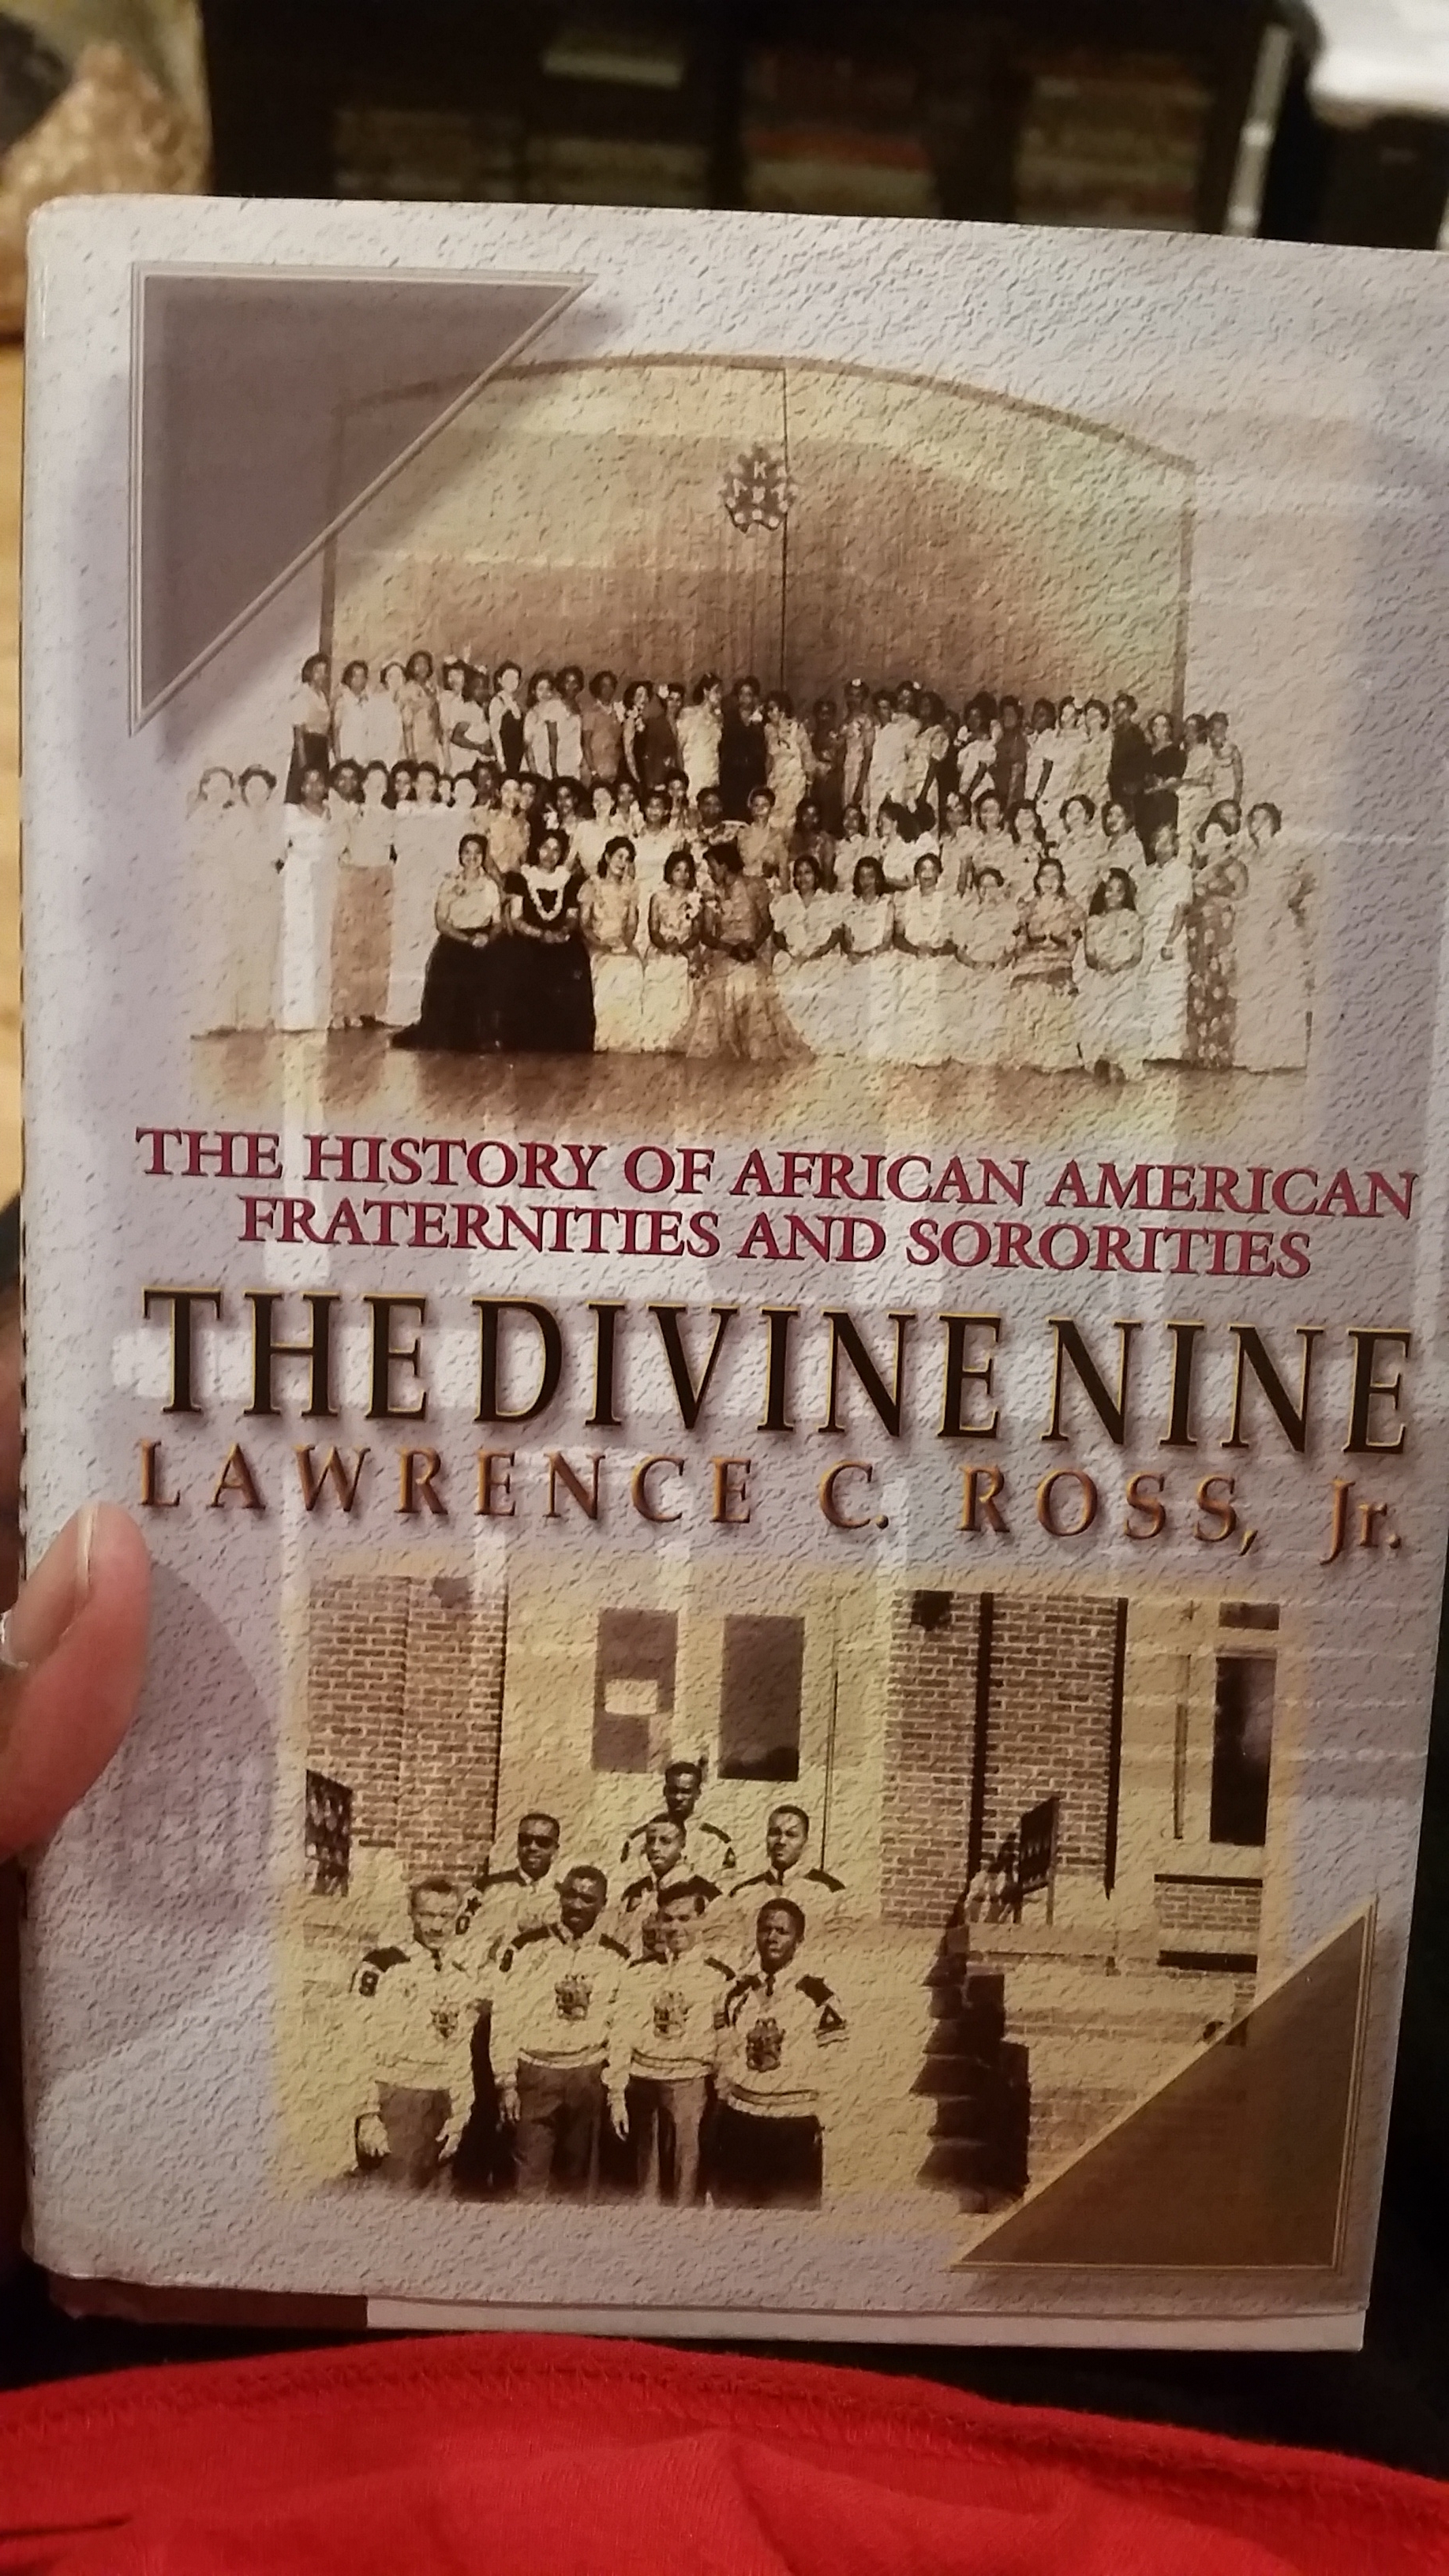 THE HISTORY OF AFRICAN AMERICAN
FRATERNITIES AND SORORITIES
THE DIVINE NINE
LAWRENCE C. ROSS, Jr.